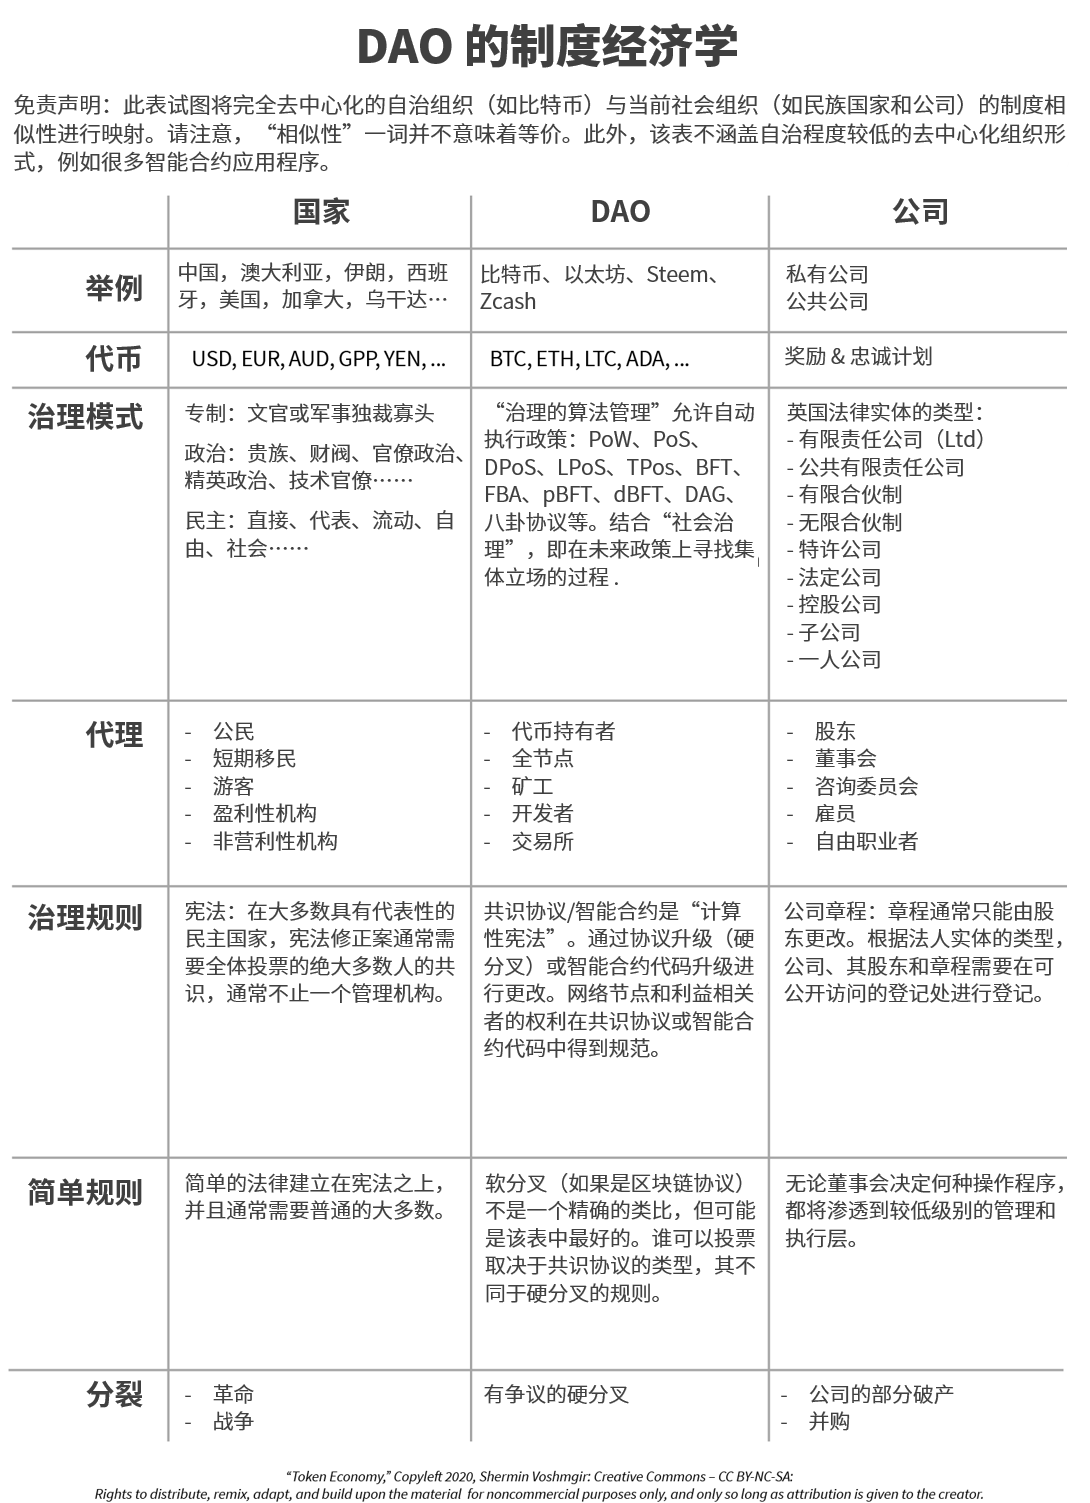 DAO 的制度经济学
免责声明：此表试图将完全去中心化的自治组织（如比特币）与当前社会组织（如民族国家和公司）的制度相
似性进行映射。请注意，“相似性”一词并不意味着等价。此外，该表不涵盖自治程度较低的去中心化组织形
式，例如很多智能合约应用程序。
国家
DAO
公司
举例
中国，澳大利亚，伊朗，西班
牙，美国，加拿大，乌干达…
比特币、以太坊、Steem、
Zcash
私有公司
公共公司
代币
USD, EUR, AUD, GPP, YEN, ...
BTC, ETH, LTC, ADA, ...
奖励 & 忠诚计划
治理模式
专制：文官或军事独裁寡头
政治：贵族、财阀、官僚政治、
精英政治、技术官僚……
民主：直接、代表、流动、自
由、社会……
“治理的算法管理”允许自动
执行政策：PoW、PoS、
DPoS、LPoS、TPos、BFT、
FBA、pBFT、dBFT、DAG、
八卦协议等。结合“社会治
理”，即在未来政策上寻找集
体立场的过程 .
英国法律实体的类型：
- 有限责任公司（Ltd）
- 公共有限责任公司
- 有限合伙制
- 无限合伙制
- 特许公司
- 法定公司
- 控股公司
- 子公司
- 一人公司
代理
- 公民
- 短期移民
- 游客
- 盈利性机构
- 非营利性机构
- 代币持有者
- 全节点
- 矿工
- 开发者
- 交易所
- 股东
- 董事会
- 咨询委员会
- 雇员
- 自由职业者
治理规则
宪法：在大多数具有代表性的
民主国家，宪法修正案通常需
要全体投票的绝大多数人的共
识，通常不止一个管理机构。
共识协议/智能合约是“计算
性宪法”。通过协议升级（硬
分叉）或智能合约代码升级进
行更改。网络节点和利益相关
者的权利在共识协议或智能合
约代码中得到规范。
公司章程：章程通常只能由股
东更改。根据法人实体的类型，
公司、其股东和章程需要在可
公开访问的登记处进行登记。
简单规则
简单的法律建立在宪法之上，
并且通常需要普通的大多数。
软分叉（如果是区块链协议）
不是一个精确的类比，但可能
是该表中最好的。谁可以投票
取决于共识协议的类型，其不
同于硬分叉的规则。
无论董事会决定何种操作程序，
都将渗透到较低级别的管理和
执行层。
分裂
- 革命
- 战争
有争议的硬分叉
- 公司的部分破产
- 并购
“Token Economy,” Copyleft 2020, Shermin Voshmgir: Creative Commons – CC BY-NC-SA:
Rights to distribute, remix, adapt, and build upon the material for noncommercial purposes only, and only so long as attribution is given to the creator.